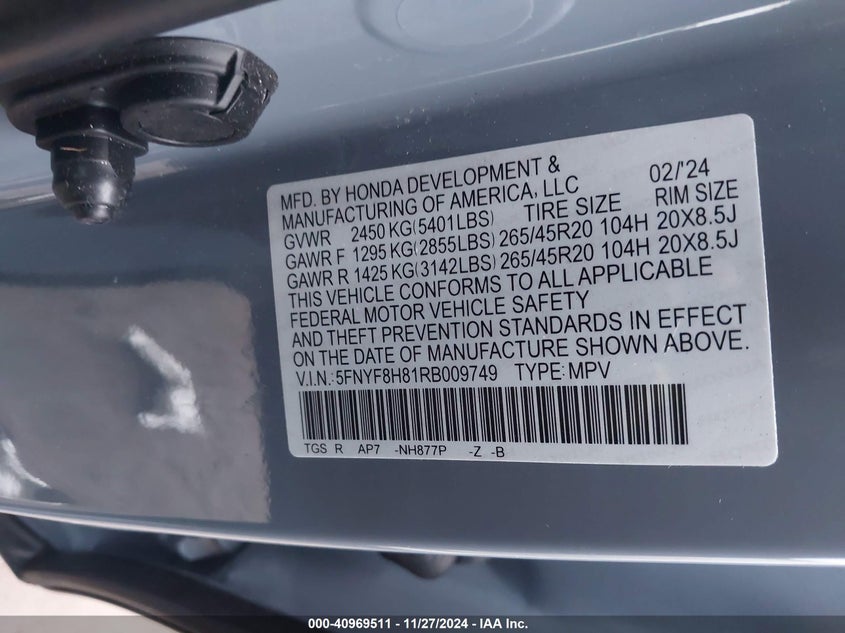 MFD. BY HONDA DEVELOPMENT & 02/'24
MANUFACTURING OF AMERICA, LLC
GVWR 2450 KG(5401LBS) TIRE SIZE RIM SIZE
GAWR F 1295 KG(2855LBS) 265/45R20 104H 20X8.5J
GAWR R 1425 KG(3142LBS) 265/45R20 104H 20X8.5J
THIS VEHICLE CONFORMS TO ALL APPLICABLE
FEDERAL MOTOR VEHICLE SAFETY
AND THEFT PREVENTION STANDARDS IN EFFECT
ON THE DATE OF MANUFACTURE SHOWN ABOVE.
V.I.N.: 5FNYF8H81RB009749 TYPE: MPV
TGS R AP7 -NH877P -Z -B
000-40969511 - 11/27/2024 - IAA Inc.